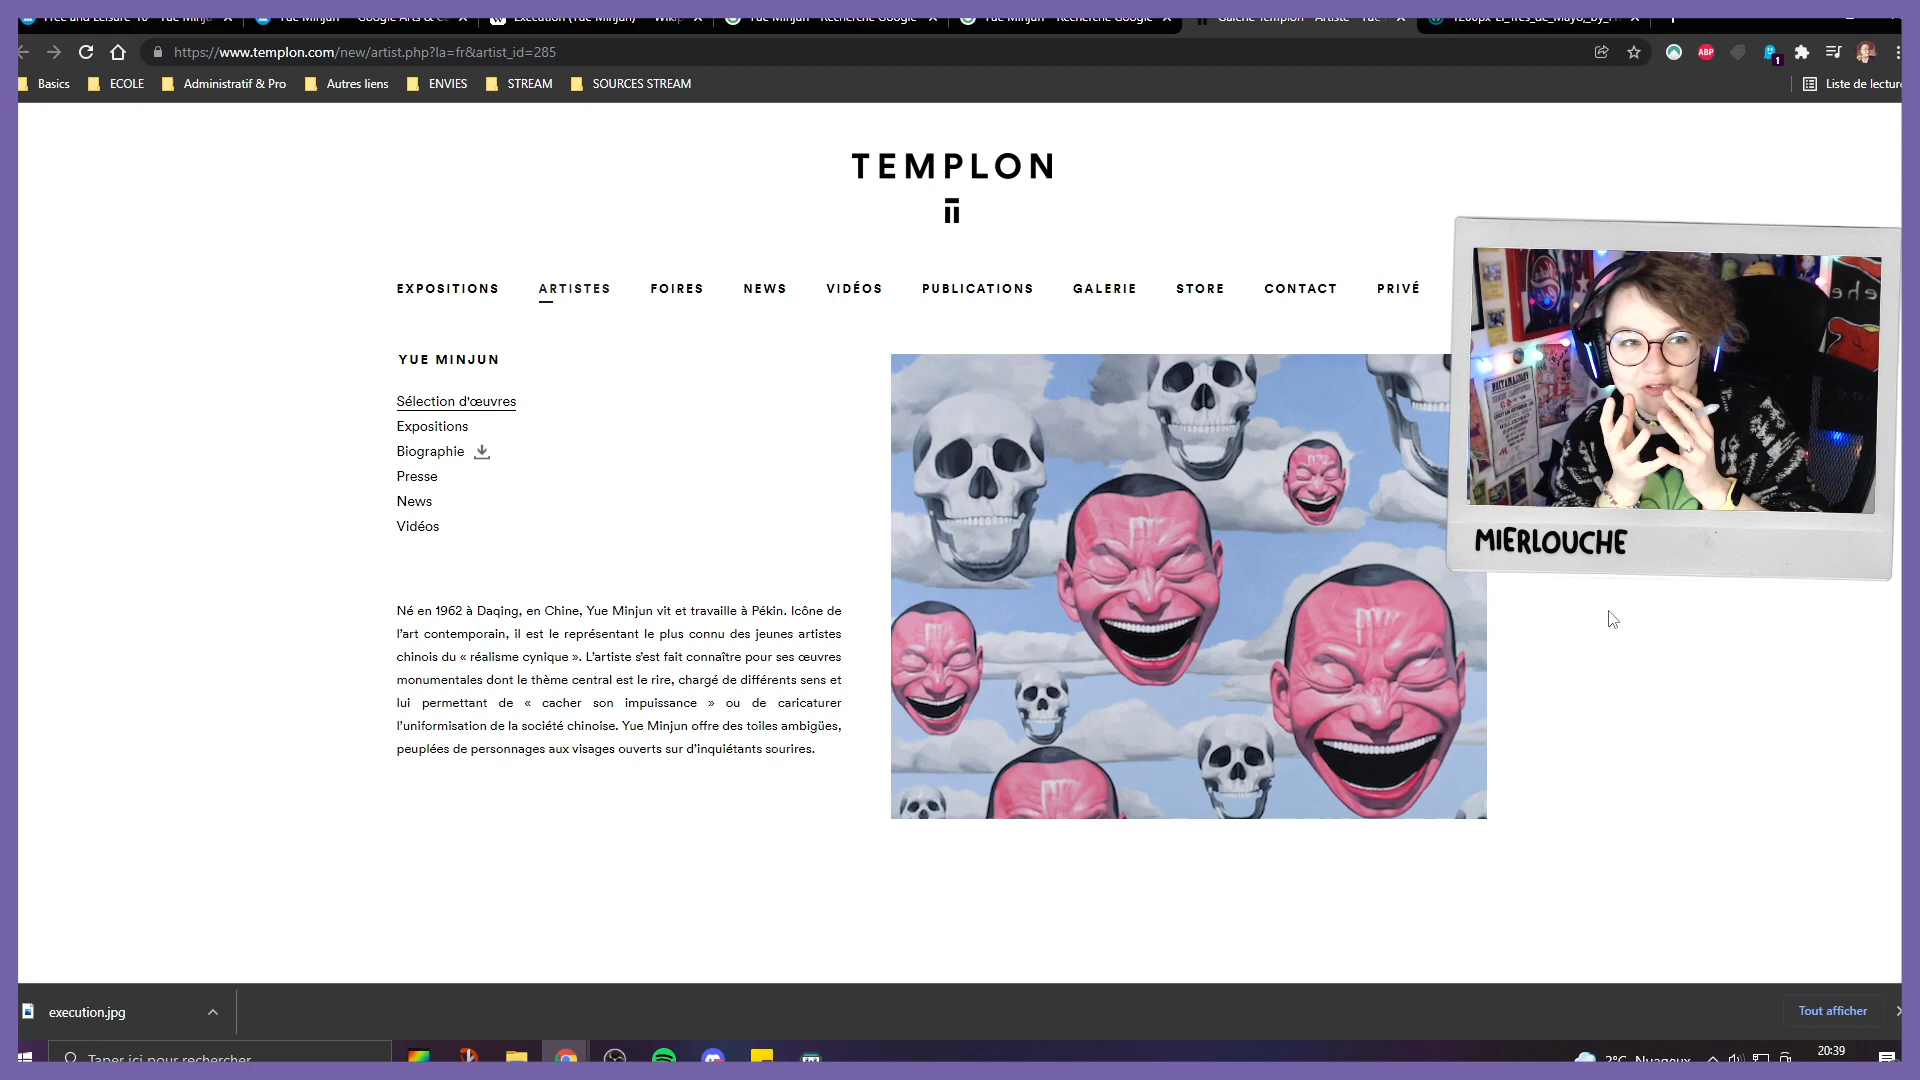 Free and Leisure-10 - Yue Minj
Yue Minjun — Google Arts & C
Execution (Yue Minjun) — Wikip
Yue Minjun - Recherche Google
Yue Minjun - Recherche Google
Galerie Templon - Artiste - Yue
1200px-El_Tres_de_Mayo,_by_F
https://www.templon.com/new/artist.php?la=fr&artist_id=285
ABP
1
Basics
ECOLE
Administratif & Pro
Autres liens
ENVIES
STREAM
SOURCES STREAM
Liste de lecture
TEMPLON
EXPOSITIONS
ARTISTES
FOIRES
NEWS
VIDÉOS
PUBLICATIONS
GALERIE
STORE
CONTACT
PRIVÉ
YUE MINJUN
Sélection d'œuvres
Expositions
Biographie
Presse
News
Vidéos
Né en 1962 à Daqing, en Chine, Yue Minjun vit et travaille à Pékin. Icône de
l'art contemporain, il est le représentant le plus connu des jeunes artistes
chinois du « réalisme cynique ». L'artiste s'est fait connaître pour ses œuvres
monumentales dont le thème central est le rire, chargé de différents sens et
lui permettant de « cacher son impuissance » ou de caricaturer
l'uniformisation de la société chinoise. Yue Minjun offre des toiles ambigües,
peuplées de personnages aux visages ouverts sur d'inquiétants sourires.
MIERLOUCHE
execution.jpg
Tout afficher
Taper ici pour rechercher
2°C Nuageux
20:39